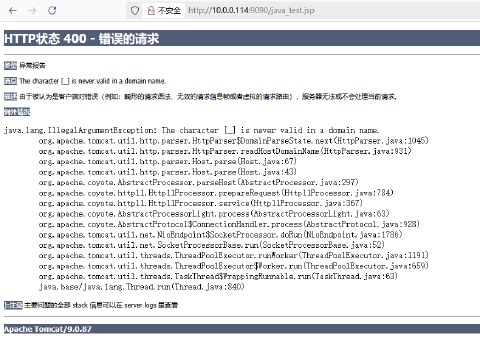 不安全 http://10.0.0.114:9090/java_test.jsp
HTTP状态 400 - 错误的请求
类型 异常报告
消息 The character [_] is never valid in a domain name.
描述 由于被认为是客户端对错误（例如：畸形的请求语法、无效的请求信息帧或者虚拟的请求路由），服务器无法或不会处理当前请求。
例外情况
java.lang.IllegalArgumentException: The character [_] is never valid in a domain name.
org.apache.tomcat.util.http.parser.HttpParser$DomainParseState.next(HttpParser.java:1045)
org.apache.tomcat.util.http.parser.HttpParser.readHostDomainName(HttpParser.java:931)
org.apache.tomcat.util.http.parser.Host.parse(Host.java:67)
org.apache.tomcat.util.http.parser.Host.parse(Host.java:43)
org.apache.coyote.AbstractProcessor.parseHost(AbstractProcessor.java:297)
org.apache.coyote.http11.Http11Processor.prepareRequest(Http11Processor.java:784)
org.apache.coyote.http11.Http11Processor.service(Http11Processor.java:367)
org.apache.coyote.AbstractProcessorLight.process(AbstractProcessorLight.java:63)
org.apache.coyote.AbstractProtocol$ConnectionHandler.process(AbstractProtocol.java:928)
org.apache.tomcat.util.net.NioEndpoint$SocketProcessor.doRun(NioEndpoint.java:1786)
org.apache.tomcat.util.net.SocketProcessorBase.run(SocketProcessorBase.java:52)
org.apache.tomcat.util.threads.ThreadPoolExecutor.runWorker(ThreadPoolExecutor.java:1191)
org.apache.tomcat.util.threads.ThreadPoolExecutor$Worker.run(ThreadPoolExecutor.java:659)
org.apache.tomcat.util.threads.TaskThread$WrappingRunnable.run(TaskThread.java:63)
java.base/java.lang.Thread.run(Thread.java:840)
主要问题的全部 stack 信息可以在 server logs 里查看
Apache Tomcat/9.0.87